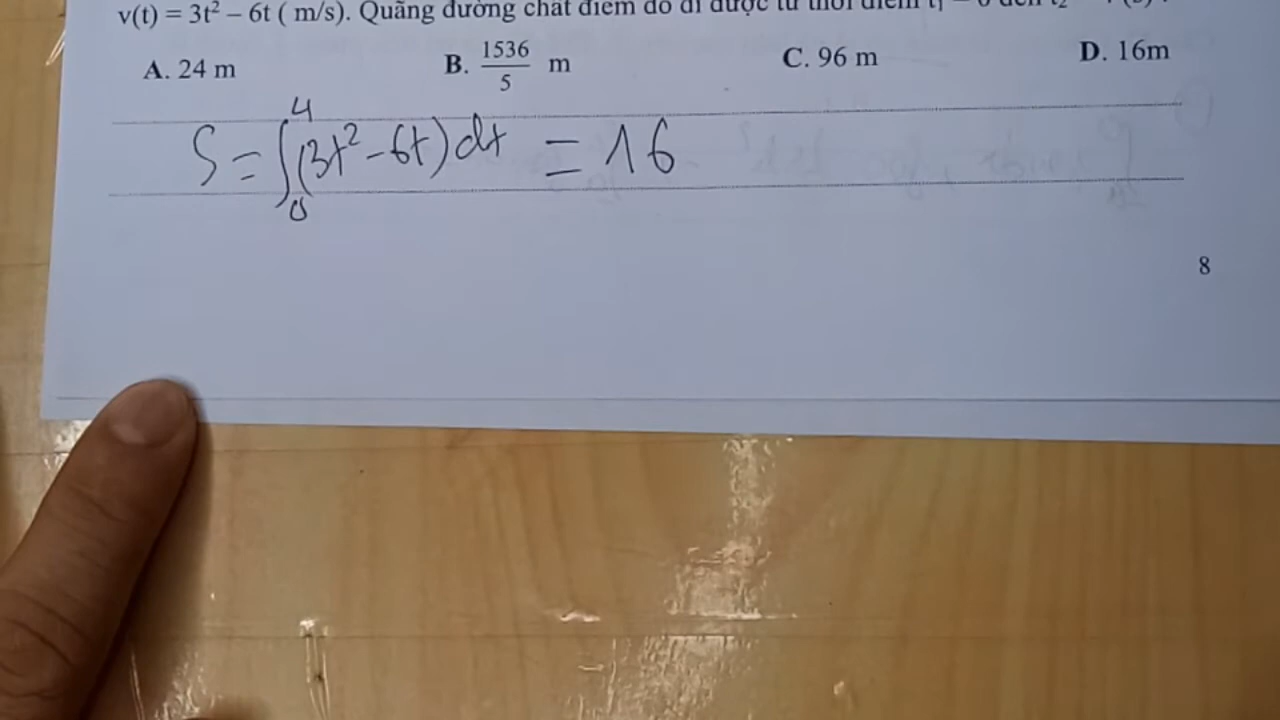 v(t) = 3t² – 6t ( m/s). Quãng đường chất điểm đó đi được từ thời điểm
A. 24 m B. 1536/5 m C. 96 m D. 16m
S = ∫₀⁴ (3t² – 6t) dt = 16
8